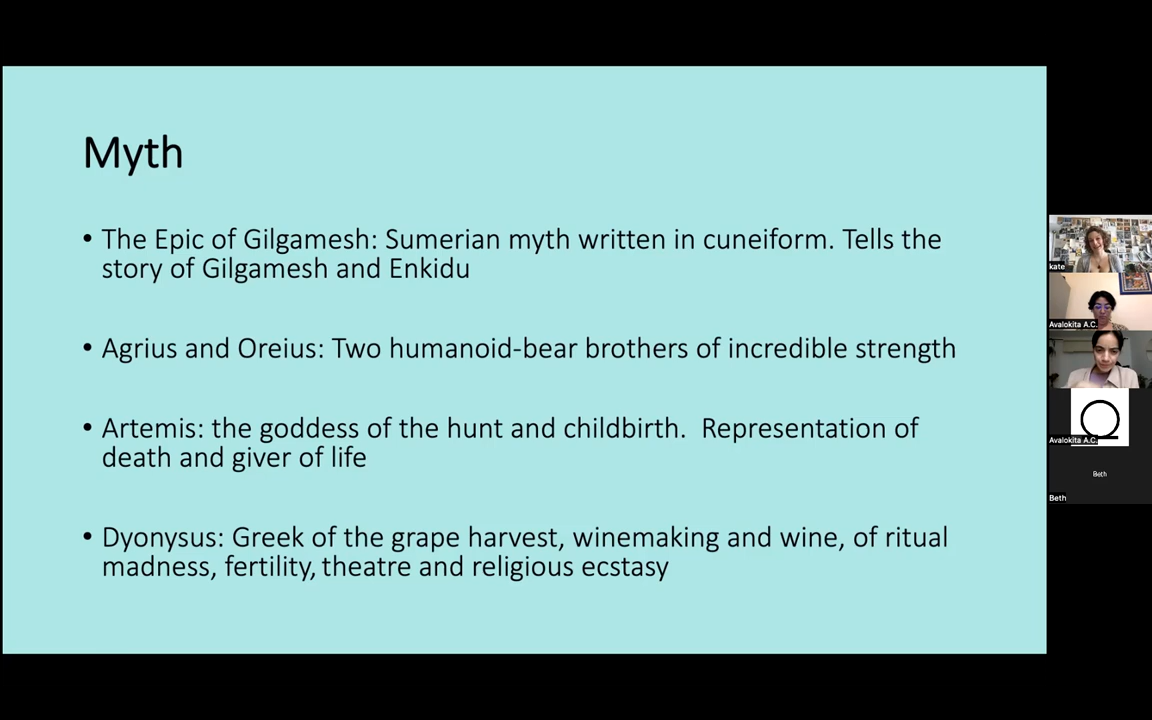 Myth
• The Epic of Gilgamesh: Sumerian myth written in cuneiform. Tells the
story of Gilgamesh and Enkidu
• Agrius and Oreius: Two humanoid-bear brothers of incredible strength
• Artemis: the goddess of the hunt and childbirth.  Representation of
death and giver of life
• Dyonysus: Greek of the grape harvest, winemaking and wine, of ritual
madness, fertility, theatre and religious ecstasy
kate
Avalokita A.C.
Avalokita A.C.
Beth
Beth